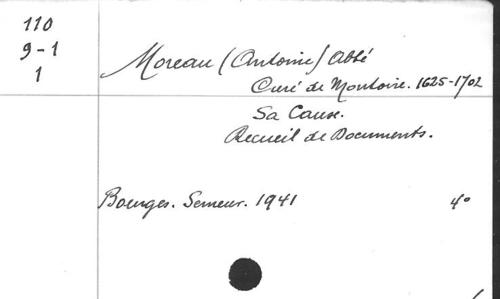 110
9-1
1
Moreau (Antoine) Abbé
Curé de Montoire. 1625-1702
Sa Cause.
Recueil de Documents.
Bourges. Semeur. 1941 4°